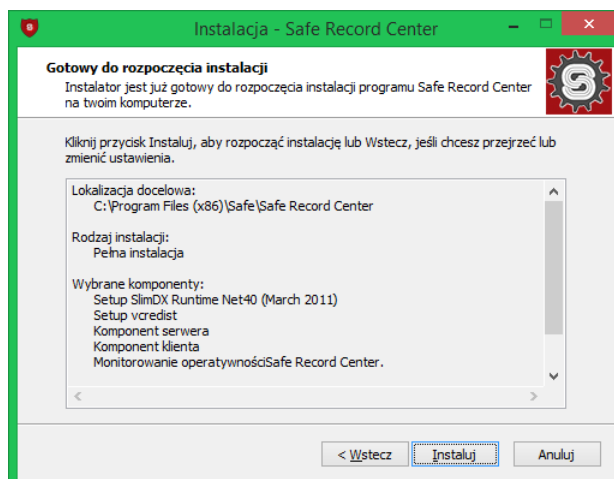 Instalacja - Safe Record Center
Gotowy do rozpoczęcia instalacji
Instalator jest już gotowy do rozpoczęcia instalacji programu Safe Record Center
na twoim komputerze.
Kliknij przycisk Instaluj, aby rozpocząć instalację lub Wstecz, jeśli chcesz przejrzeć lub
zmienić ustawienia.
Lokalizacja docelowa:
C:\Program Files (x86)\Safe\Safe Record Center
Rodzaj instalacji:
Pełna instalacja
Wybrane komponenty:
Setup SlimDX Runtime Net40 (March 2011)
Setup vcredist
Komponent serwera
Komponent klienta
Monitorowanie operatywnościSafe Record Center.
< Wstecz
Instaluj
Anuluj